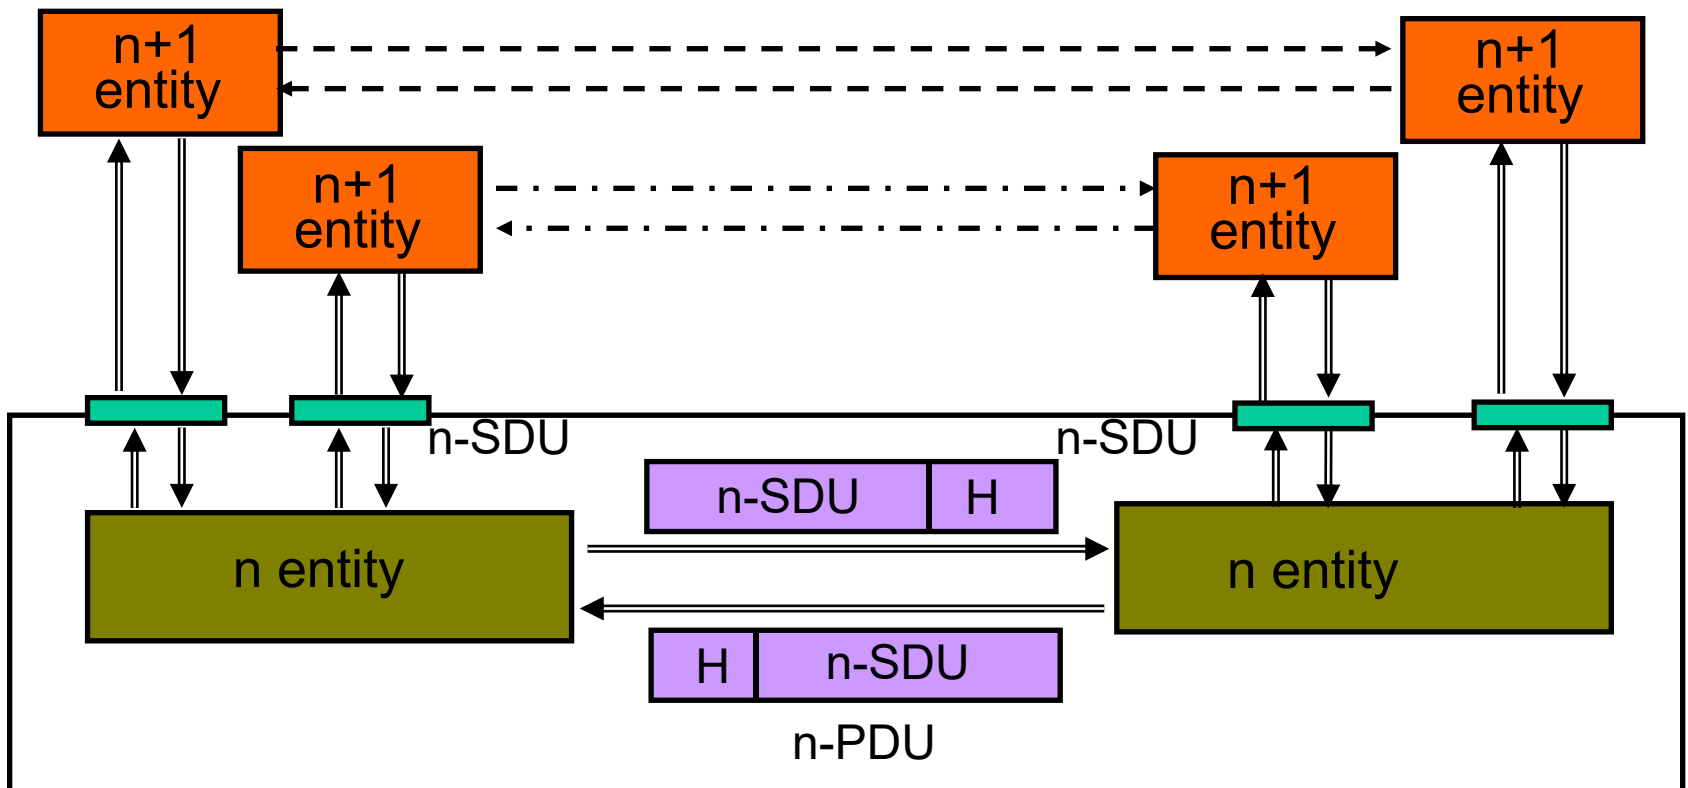 n+1
entity
n+1
entity
n+1
entity
n+1
entity
n-SDU
n-SDU
n-SDU
H
n entity
n entity
H
n-SDU
n-PDU